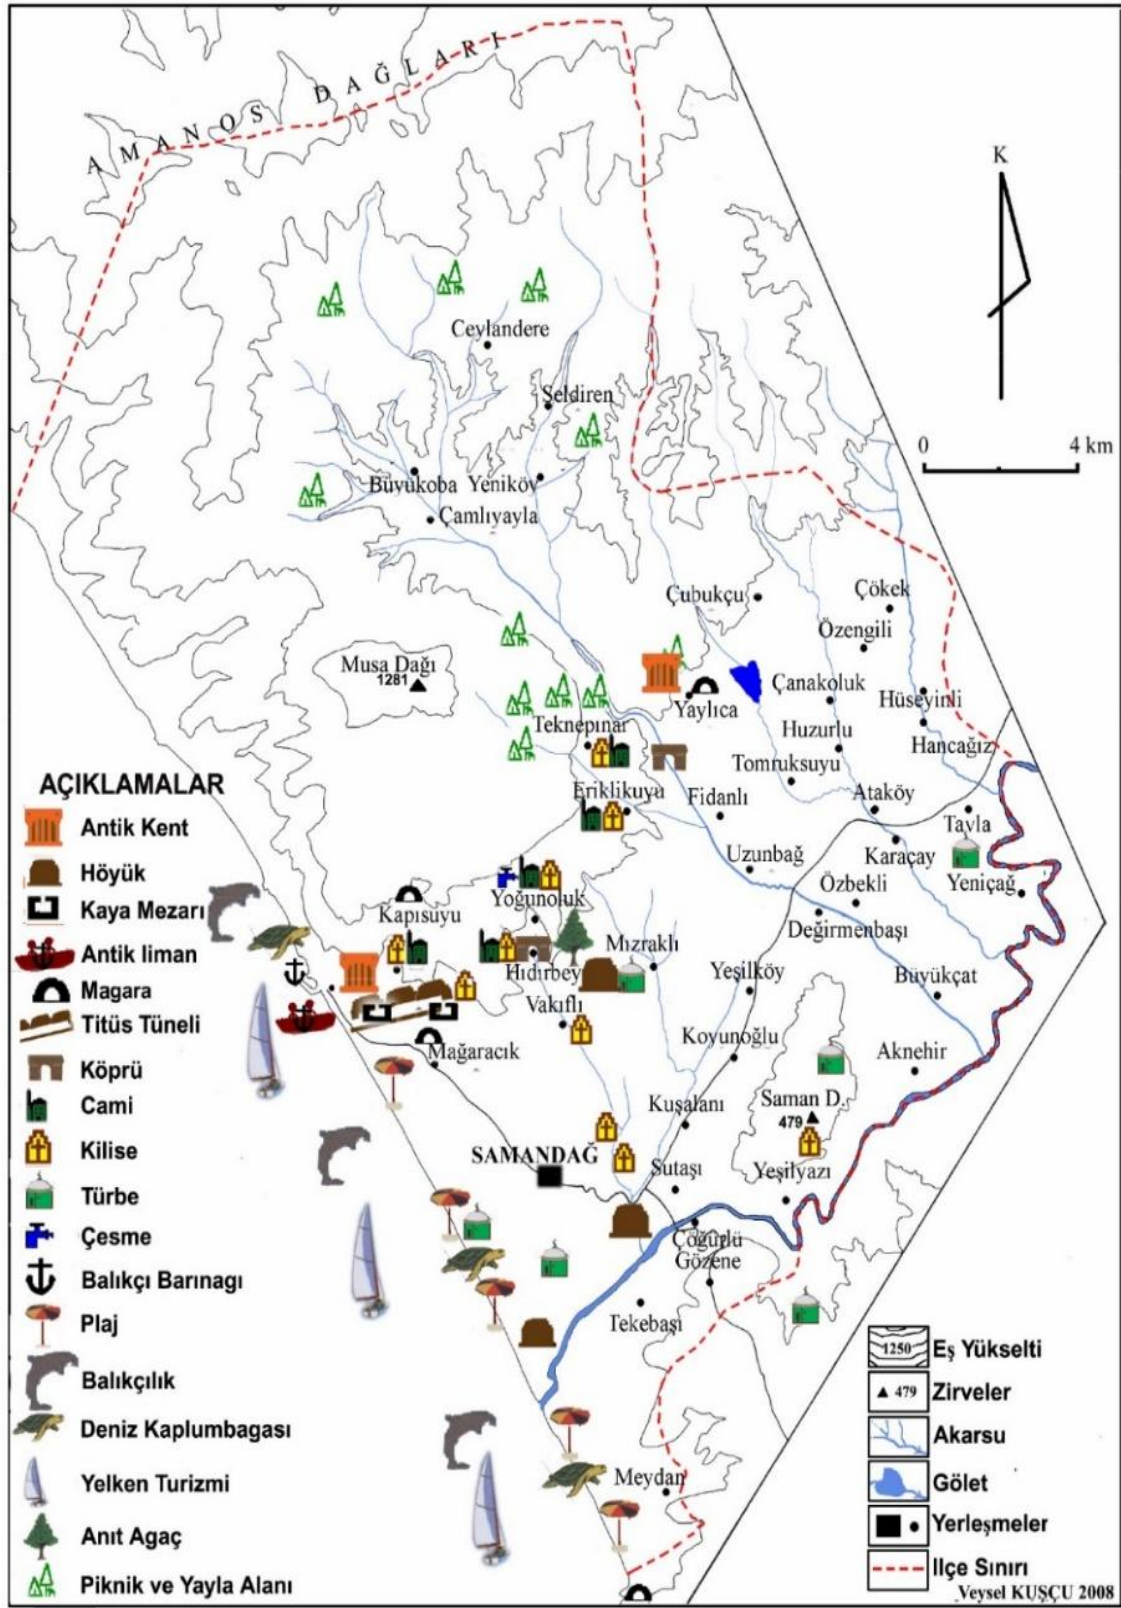 AMANOS DAĞLARI
K
0 4 km
Ceylandere
Seldiren
Büyükoba
Yeniköy
Çamlıyayla
Çubukçu
Çökek
Özengili
Musa Dağı
1281
Çanakoluk
Hüseyinli
Yaylıca
Teknepınar
Huzurlu
Hancağız
Tomruksuyu
Eriklikuyu
Fidanlı
Ataköy
Tavla
Karaçay
Uzunbağ
Yeniçağ
Özbekli
Değirmenbaşı
Kapısuyu
Yoğunoluk
Hıdırbey
Mızraklı
Yeşilköy
Büyükçat
Vakıflı
Koyunoğlu
Mağaracık
Aknehir
Kuşalanı
Saman D.
479
SAMANDAĞ
Sutaşı
Yeşilyazı
Çöğürlü
Gözene
Tekebaşı
Meydan
AÇIKLAMALAR
Antik Kent
Höyük
Kaya Mezarı
Antik liman
Magara
Titüs Tüneli
Köprü
Cami
Kilise
Türbe
Çesme
Balıkçı Barınagı
Plaj
Balıkçılık
Deniz Kaplumbagası
Yelken Turizmi
Anıt Agaç
Piknik ve Yayla Alanı
1250 Eş Yükselti
479 Zirveler
Akarsu
Gölet
Yerleşmeler
Ilçe Sınırı
Veysel KUŞÇU 2008